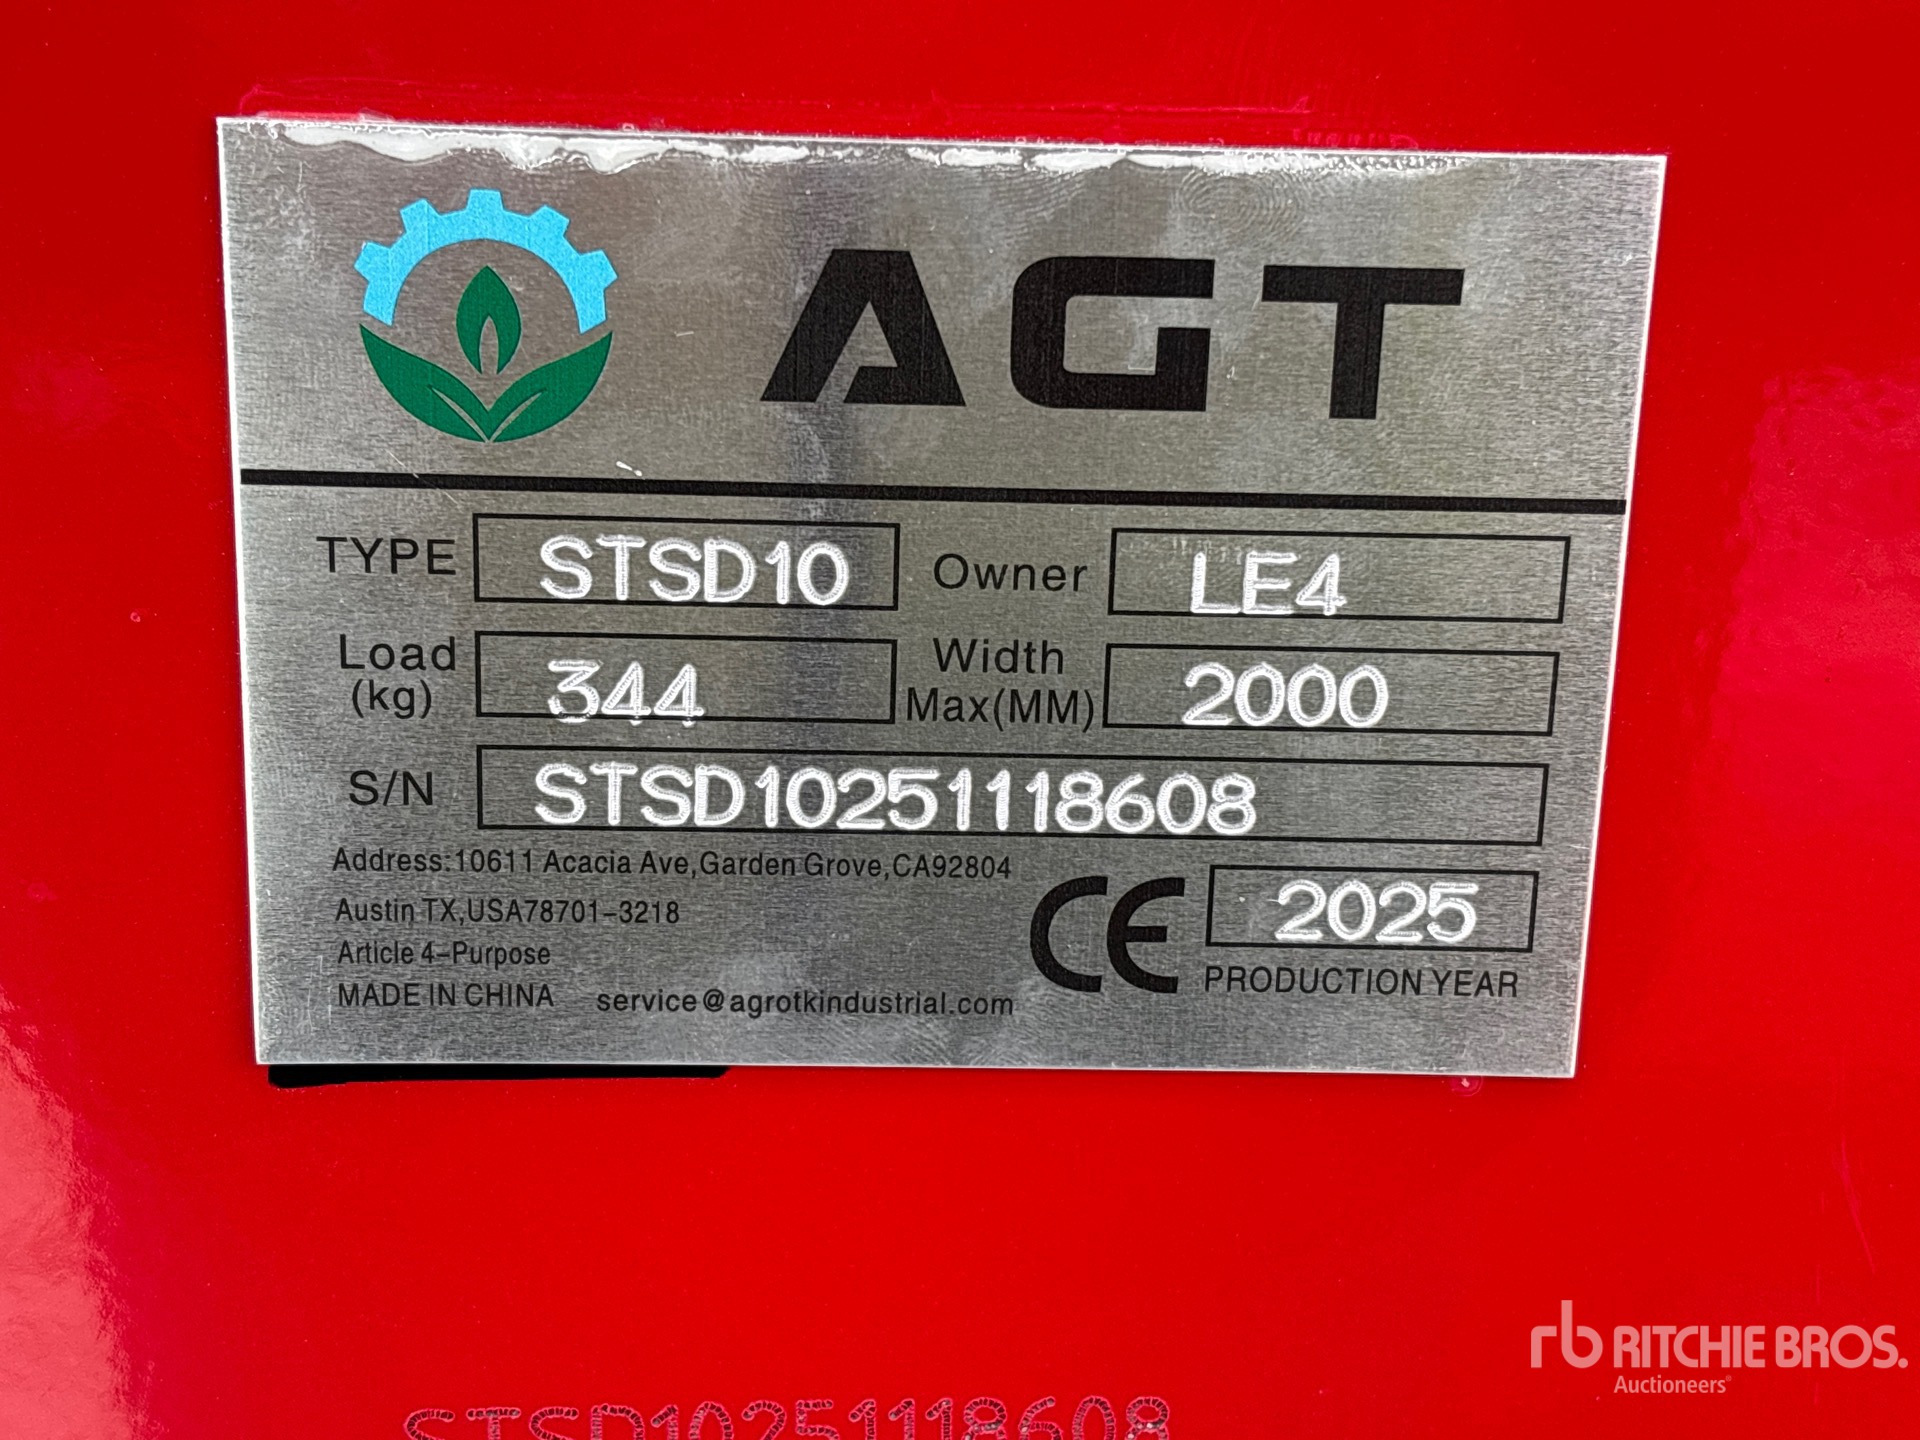 AGT
TYPE STSD10 Owner LE4
Load (kg) 344 Width Max(MM) 2000
S/N STSD10251118608
Address:10611 Acacia Ave,Garden Grove,CA92804
Austin TX,USA78701-3218
Article 4-Purpose
MADE IN CHINA service@agrotkindustrial.com
CE 2025
PRODUCTION YEAR
STSD10251118608
rb RITCHIE BROS.
Auctioneers